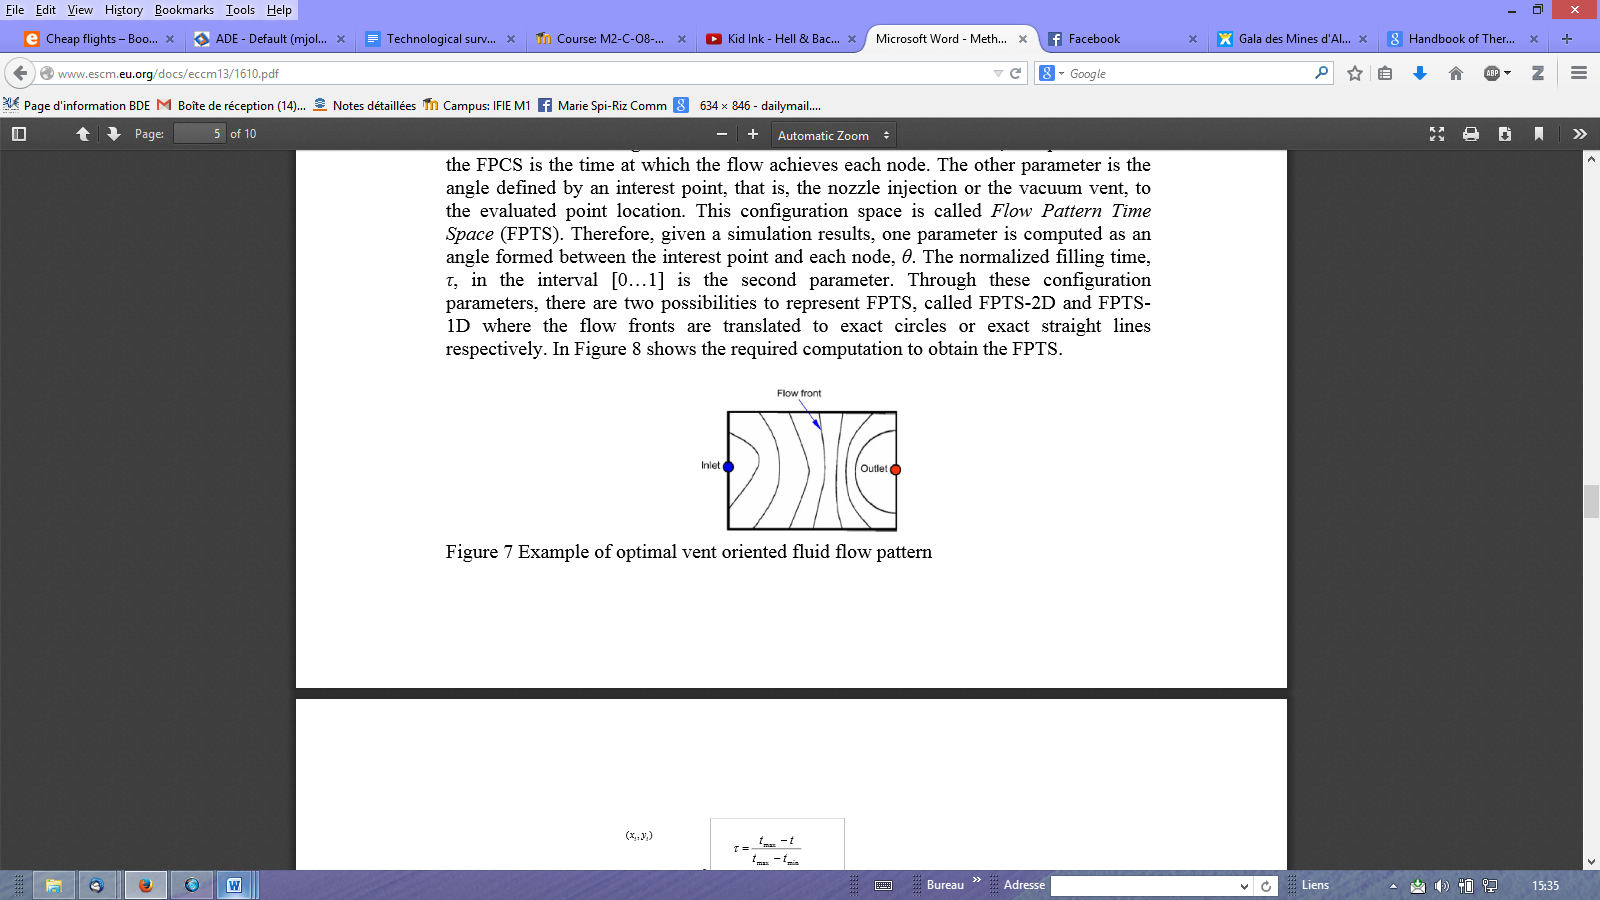 File Edit View History Bookmarks Tools Help
Cheap flights – Boo... ADE - Default (mjol... Technological surv... Course: M2-C-O8-... Kid Ink - Hell & Bac... Microsoft Word - Meth... Facebook Gala des Mines d'Al... Handbook of Ther...
www.escm.eu.org/docs/eccm13/1610.pdf Google ABP
Page d'information BDE Boîte de réception (14)... Notes détaillées Campus: IFIE M1 Marie Spi-Riz Comm 634 × 846 - dailymail....
Page: 5 of 10 Automatic Zoom
the FPCS is the time at which the flow achieves each node. The other parameter is the
angle defined by an interest point, that is, the nozzle injection or the vacuum vent, to
the evaluated point location. This configuration space is called Flow Pattern Time
Space (FPTS). Therefore, given a simulation results, one parameter is computed as an
angle formed between the interest point and each node, θ. The normalized filling time,
τ, in the interval [0…1] is the second parameter. Through these configuration
parameters, there are two possibilities to represent FPTS, called FPTS-2D and FPTS-
1D where the flow fronts are translated to exact circles or exact straight lines
respectively. In Figure 8 shows the required computation to obtain the FPTS.
Flow front
Inlet
Outlet
Figure 7 Example of optimal vent oriented fluid flow pattern
(xᵢ, yᵢ)
τ = (t max − t) / (t max − t min)
Bureau Adresse Liens 15:35